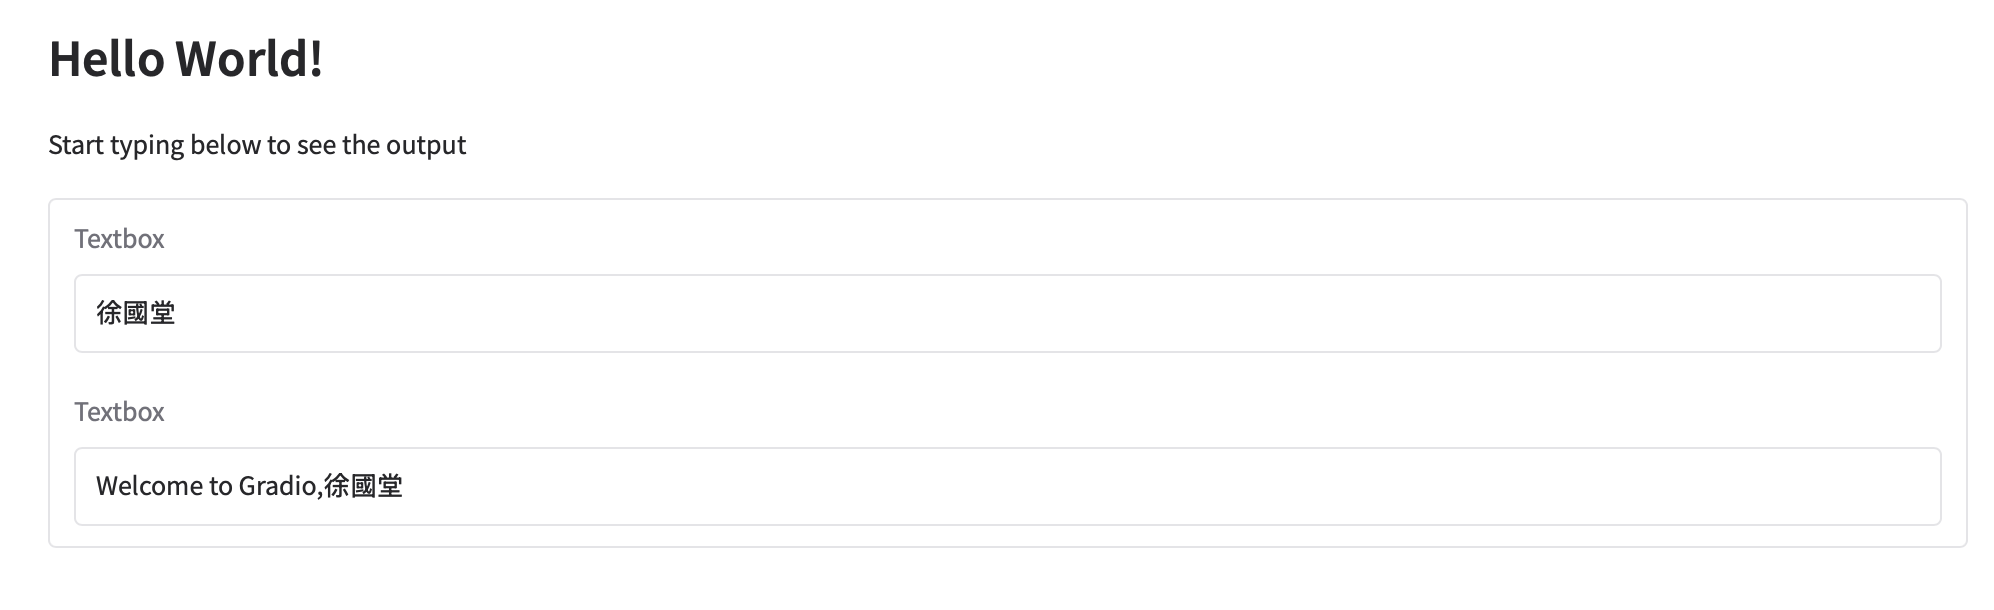 Hello World!
Start typing below to see the output
Textbox
徐國堂
Textbox
Welcome to Gradio,徐國堂